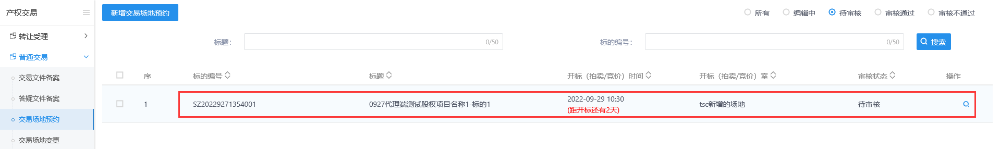 产权交易
转让受理
普通交易
交易文件备案
答疑文件备案
交易场地预约
交易场地变更
新增交易场地预约
所有 编辑中 待审核 审核通过 审核不通过
标题： 0/50 标的编号： 0/50 搜索
序 标的编号 标题 开标（拍卖/竞价）时间 开标（拍卖/竞价）室 审核状态 操作
1 SZ20229271354001 0927代理端测试股权项目名称1-标的1 2022-09-29 10:30 tsc新增的场地 待审核
(距开标还有2天)